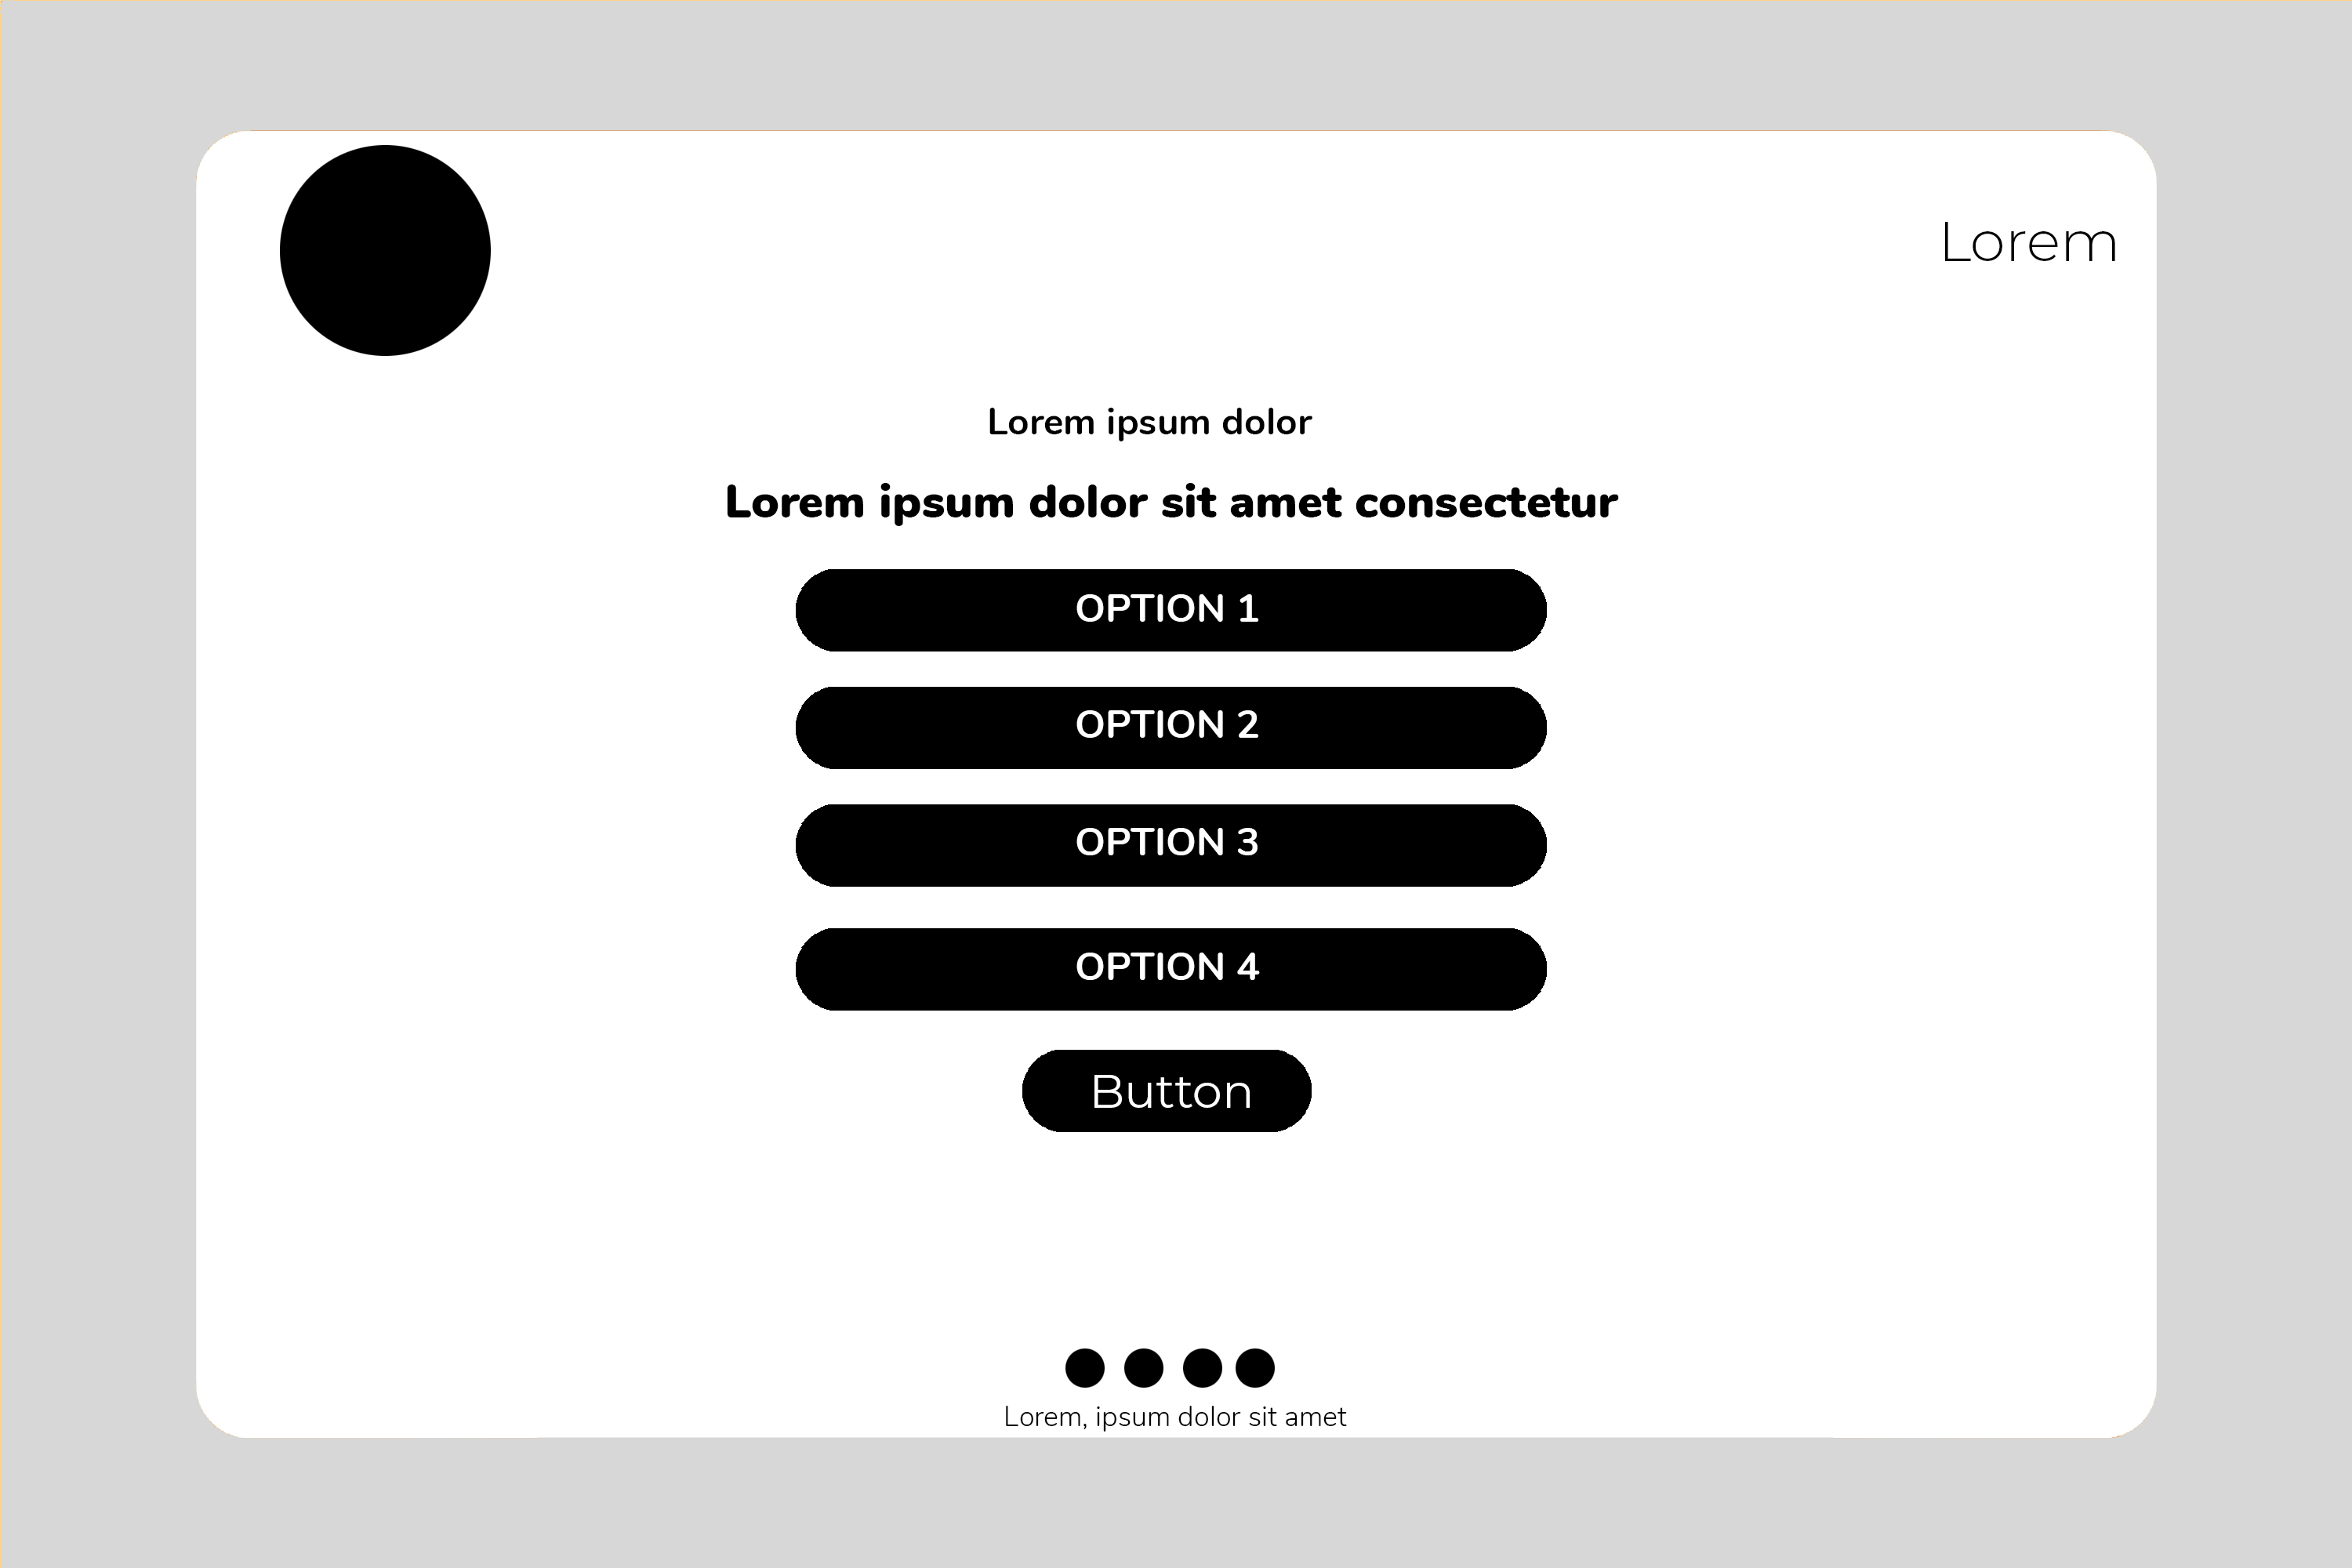 Lorem
Lorem ipsum dolor
Lorem ipsum dolor sit amet consectetur
OPTION 1
OPTION 2
OPTION 3
OPTION 4
Button
Lorem, ipsum dolor sit amet